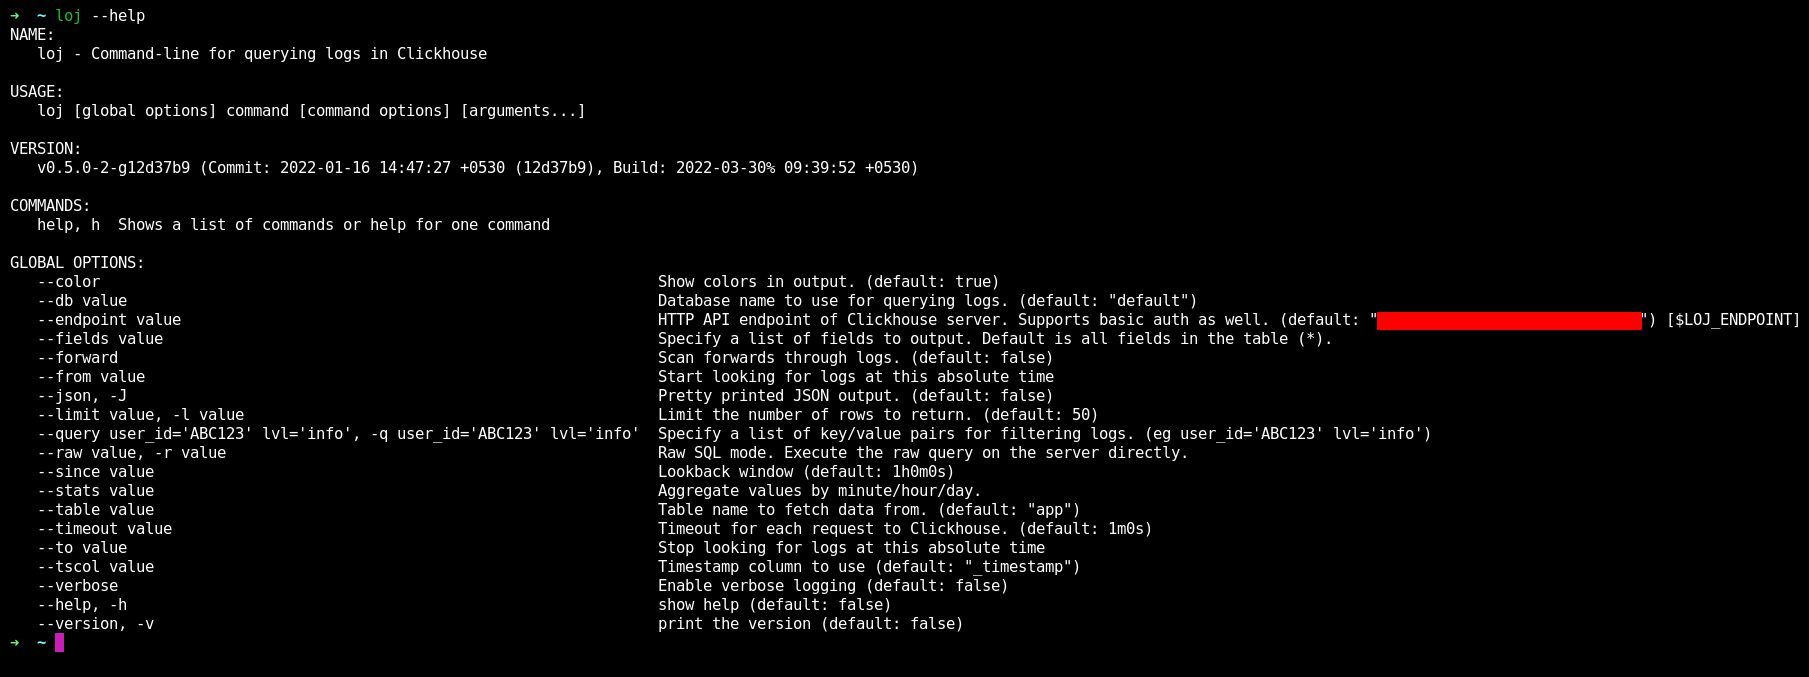 ➜  ~ loj --help
NAME:
   loj - Command-line for querying logs in Clickhouse

USAGE:
   loj [global options] command [command options] [arguments...]

VERSION:
   v0.5.0-2-g12d37b9 (Commit: 2022-01-16 14:47:27 +0530 (12d37b9), Build: 2022-03-30% 09:39:52 +0530)

COMMANDS:
   help, h  Shows a list of commands or help for one command

GLOBAL OPTIONS:
   --color                                                            Show colors in output. (default: true)
   --db value                                                         Database name to use for querying logs. (default: "default")
   --endpoint value                                                   HTTP API endpoint of Clickhouse server. Supports basic auth as well. (default: "") [$LOJ_ENDPOINT]
   --fields value                                                     Specify a list of fields to output. Default is all fields in the table (*).
   --forward                                                          Scan forwards through logs. (default: false)
   --from value                                                       Start looking for logs at this absolute time
   --json, -J                                                         Pretty printed JSON output. (default: false)
   --limit value, -l value                                            Limit the number of rows to return. (default: 50)
   --query user_id='ABC123' lvl='info', -q user_id='ABC123' lvl='info'  Specify a list of key/value pairs for filtering logs. (eg user_id='ABC123' lvl='info')
   --raw value, -r value                                              Raw SQL mode. Execute the raw query on the server directly.
   --since value                                                      Lookback window (default: 1h0m0s)
   --stats value                                                      Aggregate values by minute/hour/day.
   --table value                                                      Table name to fetch data from. (default: "app")
   --timeout value                                                    Timeout for each request to Clickhouse. (default: 1m0s)
   --to value                                                         Stop looking for logs at this absolute time
   --tscol value                                                      Timestamp column to use (default: "_timestamp")
   --verbose                                                          Enable verbose logging (default: false)
   --help, -h                                                         show help (default: false)
   --version, -v                                                      print the version (default: false)
➜  ~